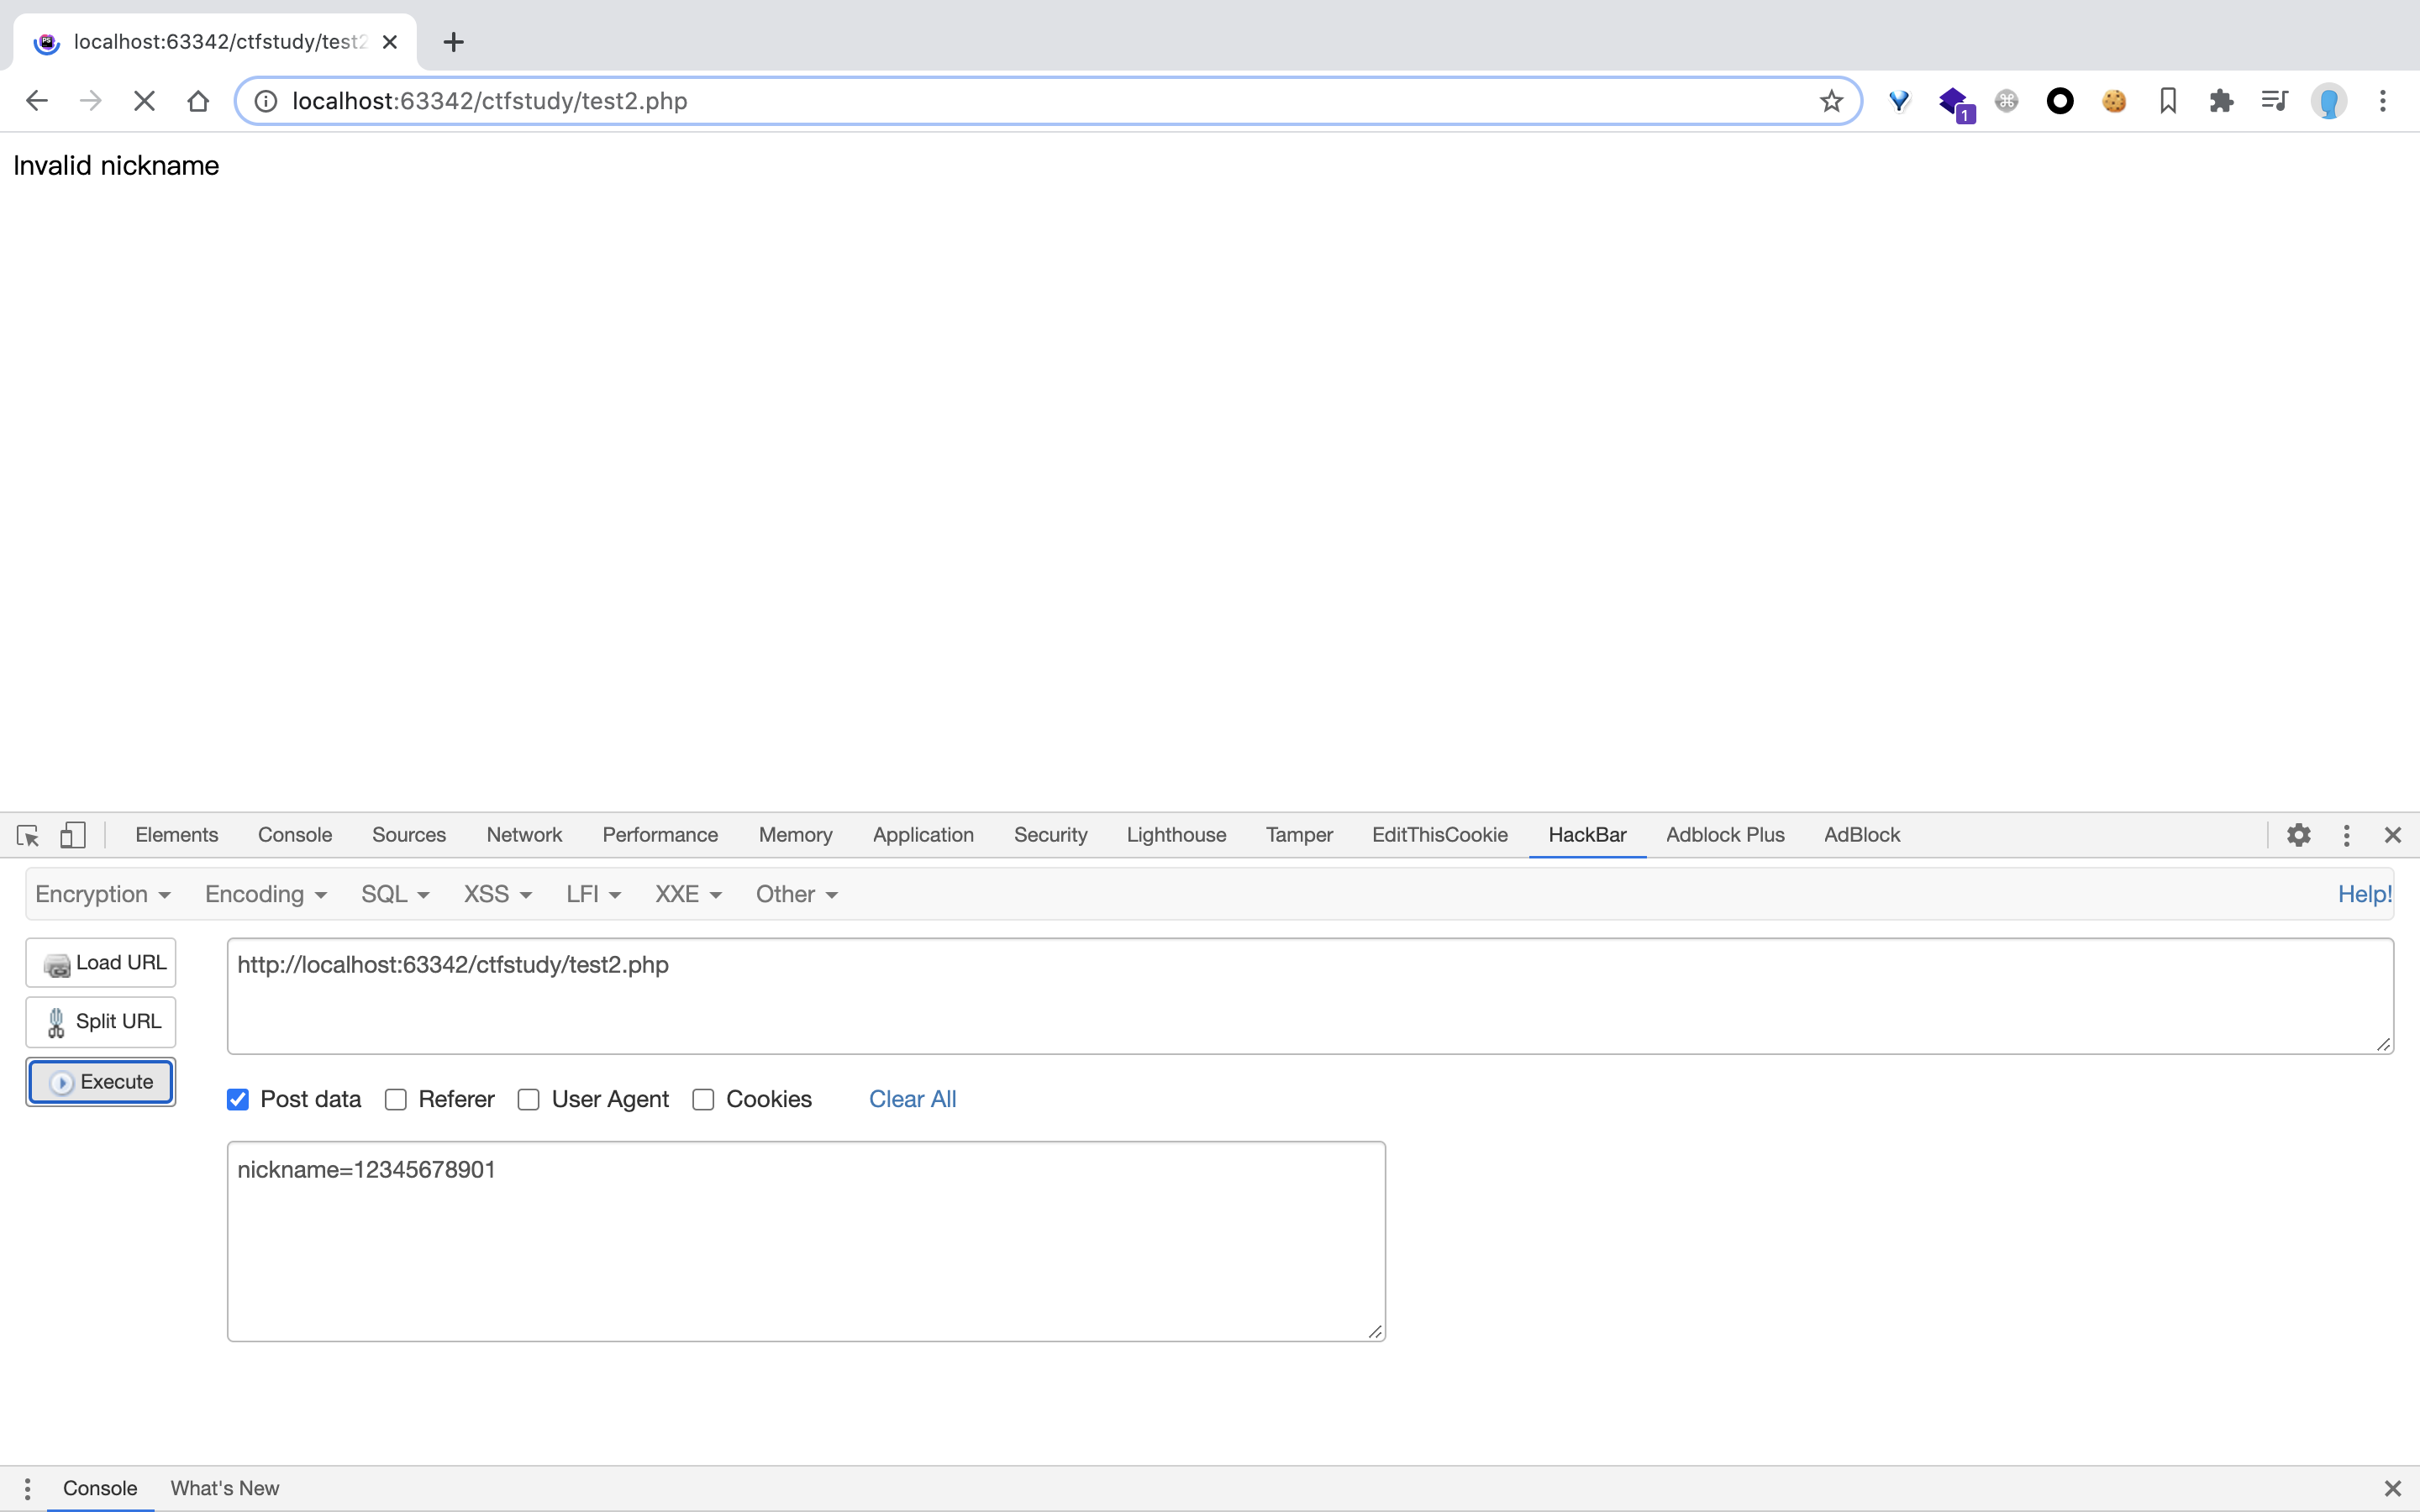 localhost:63342/ctfstudy/test2
localhost:63342/ctfstudy/test2.php
1
Invalid nickname
Elements Console Sources Network Performance Memory Application Security Lighthouse Tamper EditThisCookie HackBar Adblock Plus AdBlock
Encryption Encoding SQL XSS LFI XXE Other Help!
Load URL
http://localhost:63342/ctfstudy/test2.php
Split URL
Execute
Post data Referer User Agent Cookies Clear All
nickname=12345678901
Console What's New